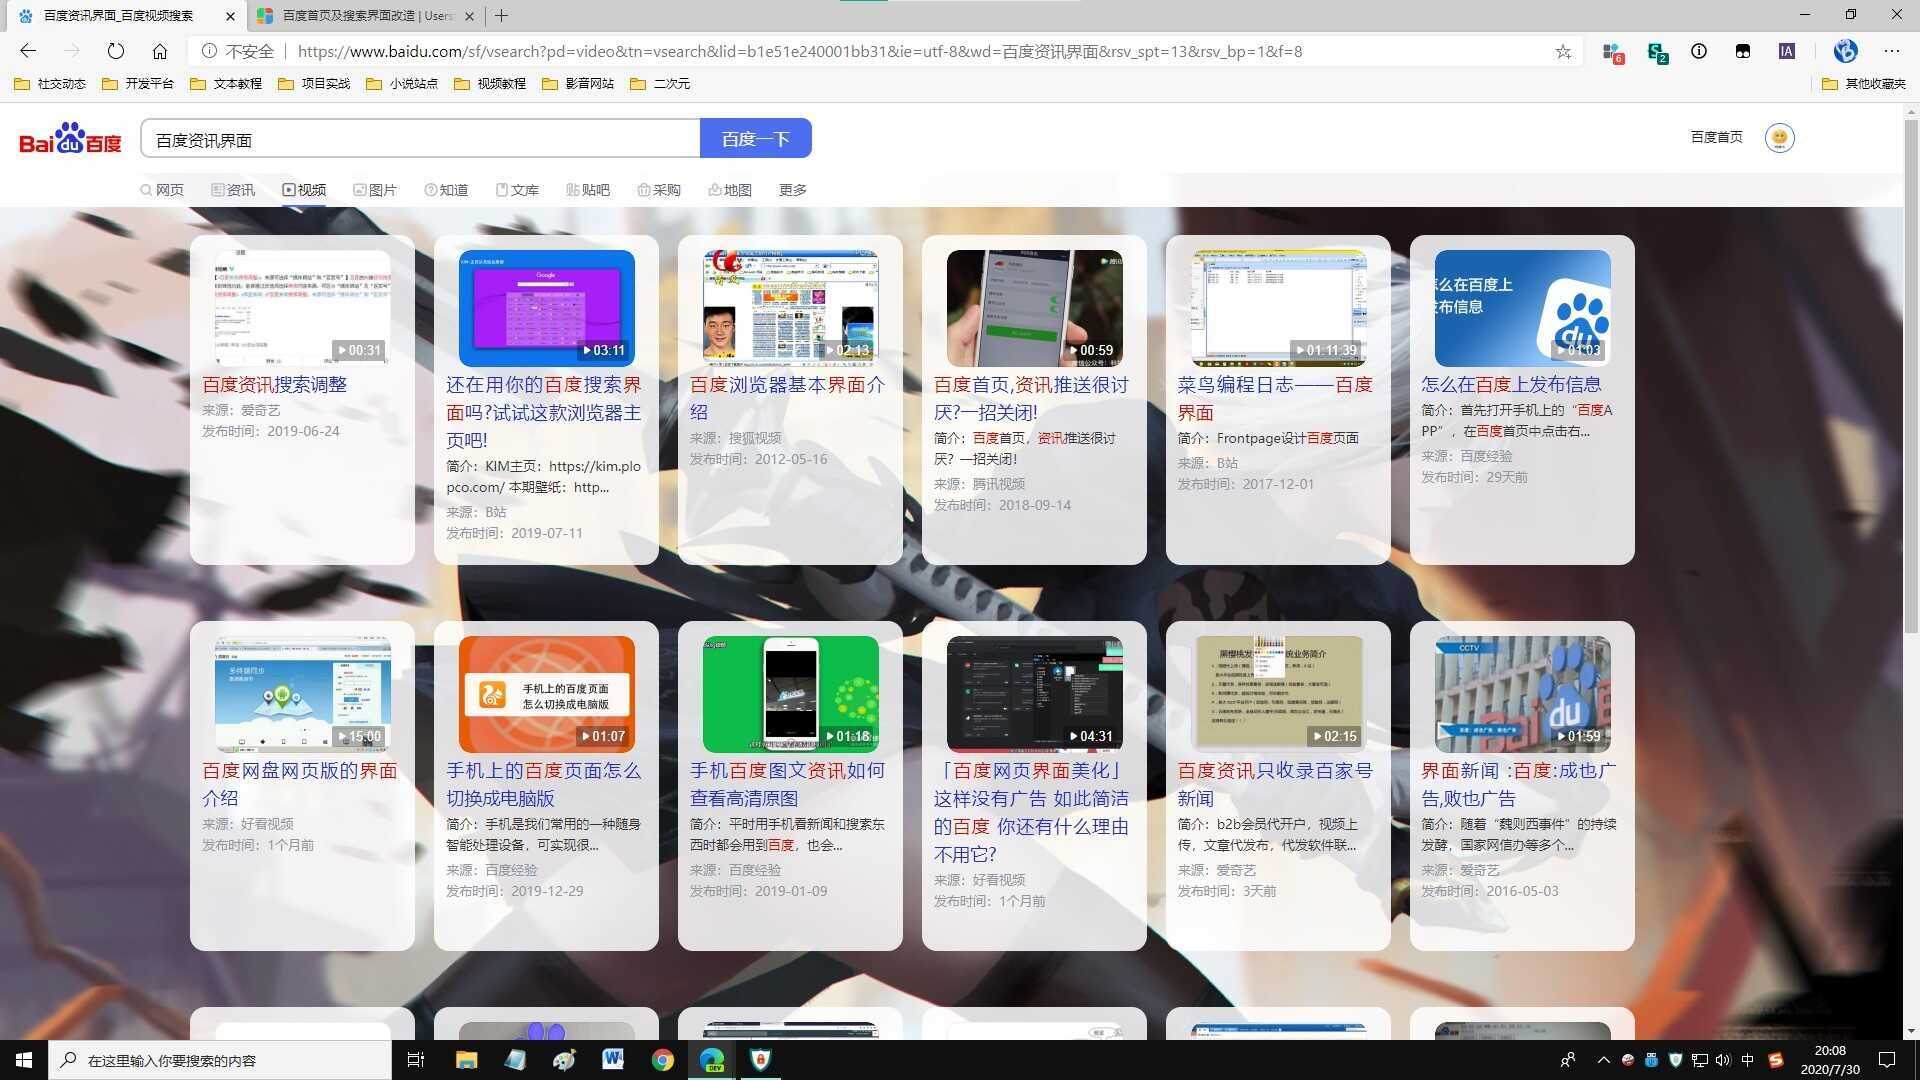 百度资讯界面_百度视频搜索
百度首页及搜索界面改造 | Users
不安全
https://www.baidu.com/sf/vsearch?pd=video&tn=vsearch&lid=b1e51e240001bb31&ie=utf-8&wd=百度资讯界面&rsv_spt=13&rsv_bp=1&f=8
6
2
IA
社交动态 开发平台 文本教程 项目实战 小说站点 视频教程 影音网站 二次元 其他收藏夹
Bai du 百度
百度资讯界面
百度一下
百度首页
网页 资讯 视频 图片 知道 文库 贴吧 采购 地图 更多
00:31
百度资讯搜索调整
来源：爱奇艺
发布时间：2019-06-24
Google
03:11
还在用你的百度搜索界
面吗?试试这款浏览器主
页吧!
简介：KIM主页：https://kim.plo
pco.com/ 本期壁纸：http...
来源：B站
发布时间：2019-07-11
02:13
百度浏览器基本界面介
绍
来源：搜狐视频
发布时间：2012-05-16
00:59
百度首页,资讯推送很讨
厌?一招关闭!
简介：百度首页，资讯推送很讨
厌？一招关闭！
来源：腾讯视频
发布时间：2018-09-14
01:11:39
菜鸟编程日志——百度
界面
简介：Frontpage设计百度页面
来源：B站
发布时间：2017-12-01
怎么在百度上
发布信息
du
01:03
怎么在百度上发布信息
简介：首先打开手机上的“百度A
PP”，在百度首页中点击右...
来源：百度经验
发布时间：29天前
多终端同步
15:00
百度网盘网页版的界面
介绍
来源：好看视频
发布时间：1个月前
手机上的百度页面
怎么切换成电脑版
01:07
手机上的百度页面怎么
切换成电脑版
简介：手机是我们常用的一种随身
智能处理设备，可实现很...
来源：百度经验
发布时间：2019-12-29
01:18
手机百度图文资讯如何
查看高清原图
简介：平时用手机看新闻和搜索东
西时都会用到百度，也会...
来源：百度经验
发布时间：2019-01-09
04:31
「百度网页界面美化」
这样没有广告 如此简洁
的百度 你还有什么理由
不用它?
来源：好看视频
发布时间：1个月前
02:15
百度资讯只收录百家号
新闻
简介：b2b会员代开户，视频上
传，文章代发布，代发软件联...
来源：爱奇艺
发布时间：3天前
CCTV
Bai du
01:59
界面新闻 :百度:成也广
告,败也广告
简介：随着“魏则西事件”的持续
发酵，国家网信办等多个...
来源：爱奇艺
发布时间：2016-05-03
在这里输入你要搜索的内容
DEV
中
20:08
2020/7/30